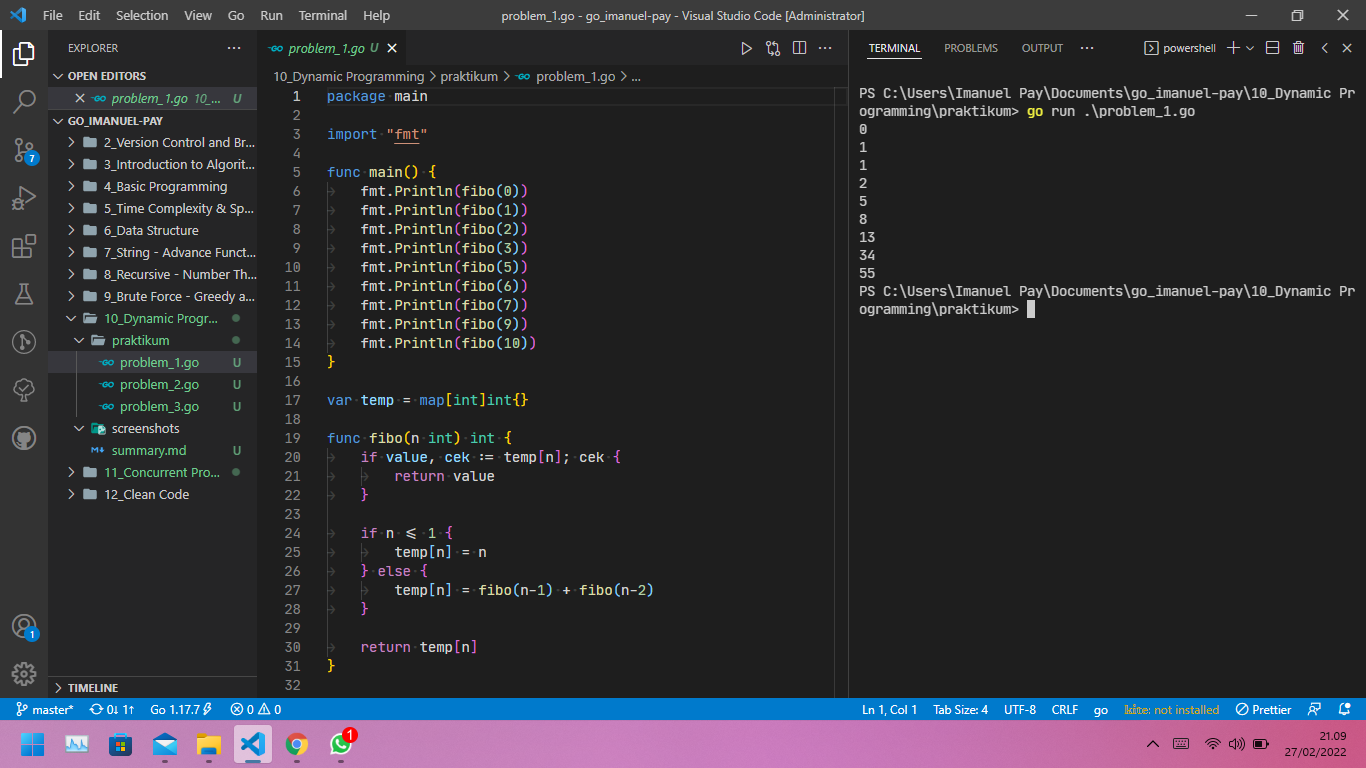 File Edit Selection View Go Run Terminal Help
problem_1.go - go_imanuel-pay - Visual Studio Code [Administrator]
EXPLORER
OPEN EDITORS
problem_1.go 10_... U
GO_IMANUEL-PAY
2_Version Control and Br...
3_Introduction to Algorit...
4_Basic Programming
5_Time Complexity & Sp...
6_Data Structure
7_String - Advance Funct...
8_Recursive - Number Th...
9_Brute Force - Greedy a...
10_Dynamic Progr...
praktikum
problem_1.go U
problem_2.go U
problem_3.go U
screenshots
summary.md U
11_Concurrent Pro...
12_Clean Code
TIMELINE
7
1
problem_1.go U
10_Dynamic Programming > praktikum > problem_1.go > ...
1 package main
2
3 import "fmt"
4
5 func main() {
6 fmt.Println(fibo(0))
7 fmt.Println(fibo(1))
8 fmt.Println(fibo(2))
9 fmt.Println(fibo(3))
10 fmt.Println(fibo(5))
11 fmt.Println(fibo(6))
12 fmt.Println(fibo(7))
13 fmt.Println(fibo(9))
14 fmt.Println(fibo(10))
15 }
16
17 var temp = map[int]int{}
18
19 func fibo(n int) int {
20 if value, cek := temp[n]; cek {
21 return value
22 }
23
24 if n <= 1 {
25 temp[n] = n
26 } else {
27 temp[n] = fibo(n-1) + fibo(n-2)
28 }
29
30 return temp[n]
31 }
32
TERMINAL PROBLEMS OUTPUT ... powershell
PS C:\Users\Imanuel Pay\Documents\go_imanuel-pay\10_Dynamic Pr
ogramming\praktikum> go run .\problem_1.go
0
1
1
2
5
8
13
34
55
PS C:\Users\Imanuel Pay\Documents\go_imanuel-pay\10_Dynamic Pr
ogramming\praktikum>
master* 0↓ 1↑ Go 1.17.7 0 0 Ln 1, Col 1 Tab Size: 4 UTF-8 CRLF go kite: not installed Prettier
1
21.09
27/02/2022